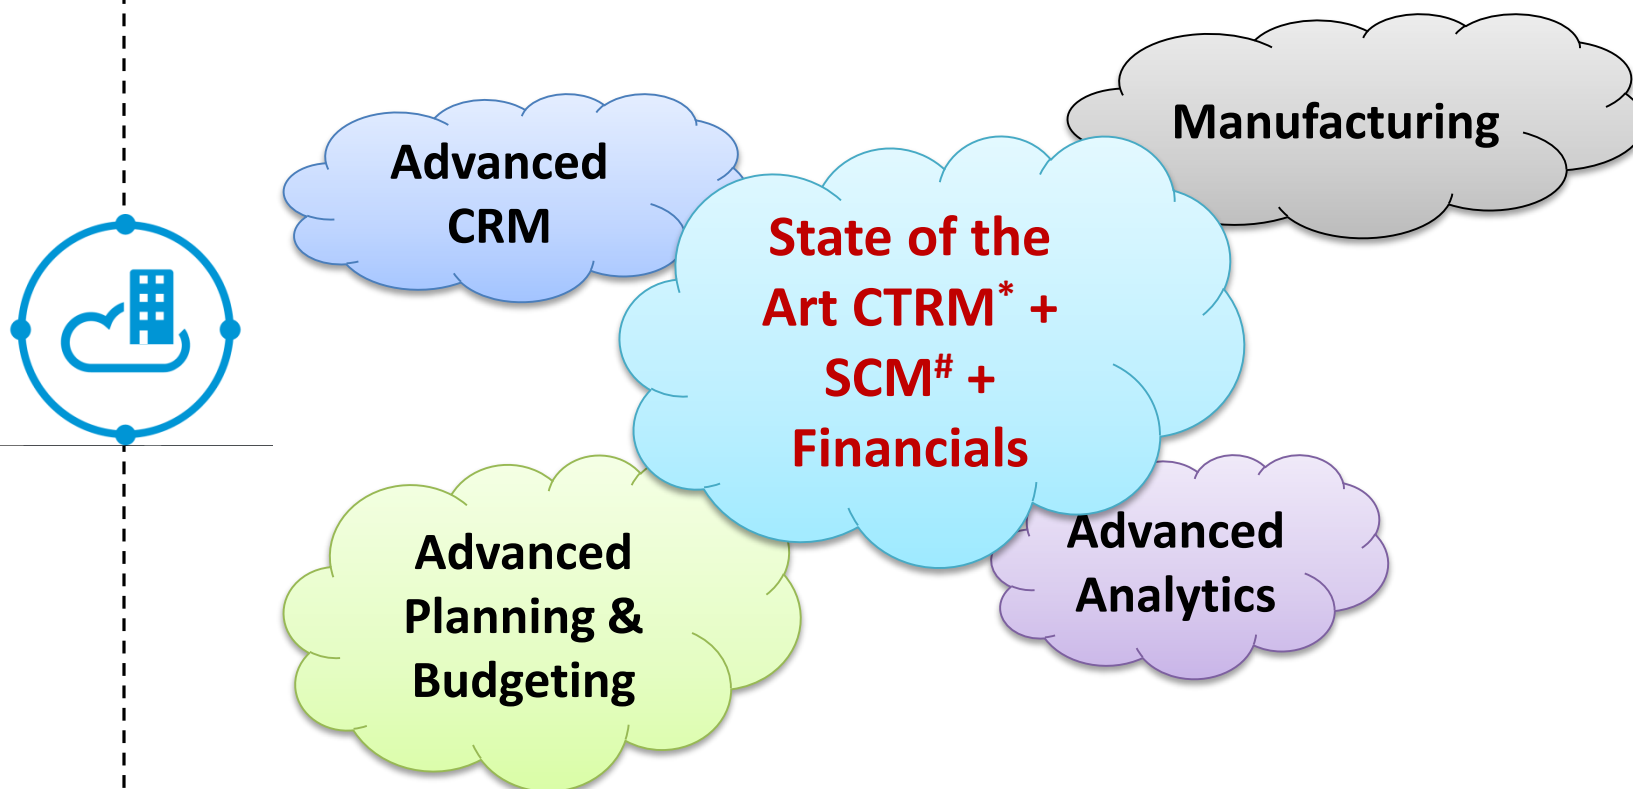 Manufacturing
Advanced
CRM
State of the
Art CTRM* +
SCM# +
Financials
Advanced
Planning &
Budgeting
Advanced
Analytics